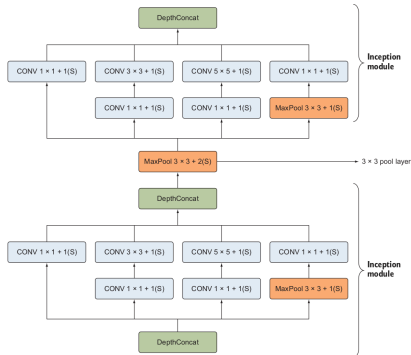 DepthConcat
Inception
module
CONV 1 × 1 + 1(S)
CONV 3 × 3 + 1(S)
CONV 5 × 5 + 1(S)
CONV 1 × 1 + 1(S)
CONV 1 × 1 + 1(S)
CONV 1 × 1 + 1(S)
MaxPool 3 × 3 + 1(S)
MaxPool 3 × 3 + 2(S)
3 × 3 pool layer
DepthConcat
CONV 1 × 1 + 1(S)
CONV 3 × 3 + 1(S)
CONV 5 × 5 + 1(S)
CONV 1 × 1 + 1(S)
Inception
module
CONV 1 × 1 + 1(S)
CONV 1 × 1 + 1(S)
MaxPool 3 × 3 + 1(S)
DepthConcat